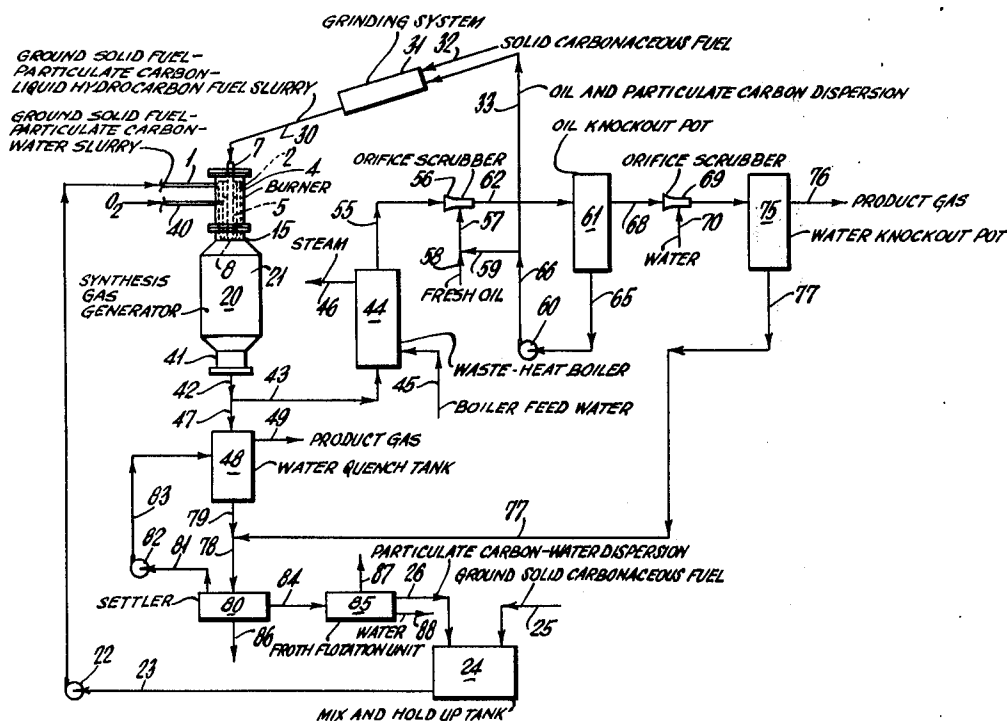 GRINDING SYSTEM
31
32
SOLID CARBONACEOUS FUEL
GROUND SOLID FUEL-
PARTICULATE CARBON-
LIQUID HYDROCARBON FUEL SLURRY
GROUND SOLID FUEL-
PARTICULATE CARBON-
WATER SLURRY
30
33
OIL AND PARTICULATE CARBON DISPERSION
OIL KNOCKOUT POT
1
7
2
4
BURNER
5
15
O2
40
ORIFICE SCRUBBER
56
62
57
55
58
59
FRESH OIL
61
68
ORIFICE SCRUBBER
69
70
WATER
75
76
PRODUCT GAS
WATER KNOCKOUT POT
STEAM
46
44
66
60
65
77
8
21
SYNTHESIS
GAS
GENERATOR
20
41
42
43
WASTE-HEAT BOILER
45
BOILER FEED WATER
47
49
PRODUCT GAS
48
WATER QUENCH TANK
83
79
77
82
81
78
PARTICULATE CARBON-WATER DISPERSION
87
26
GROUND SOLID CARBONACEOUS FUEL
SETTLER
80
84
85
WATER
88
25
86
FROTH FLOTATION UNIT
24
22
23
MIX AND HOLD UP TANK